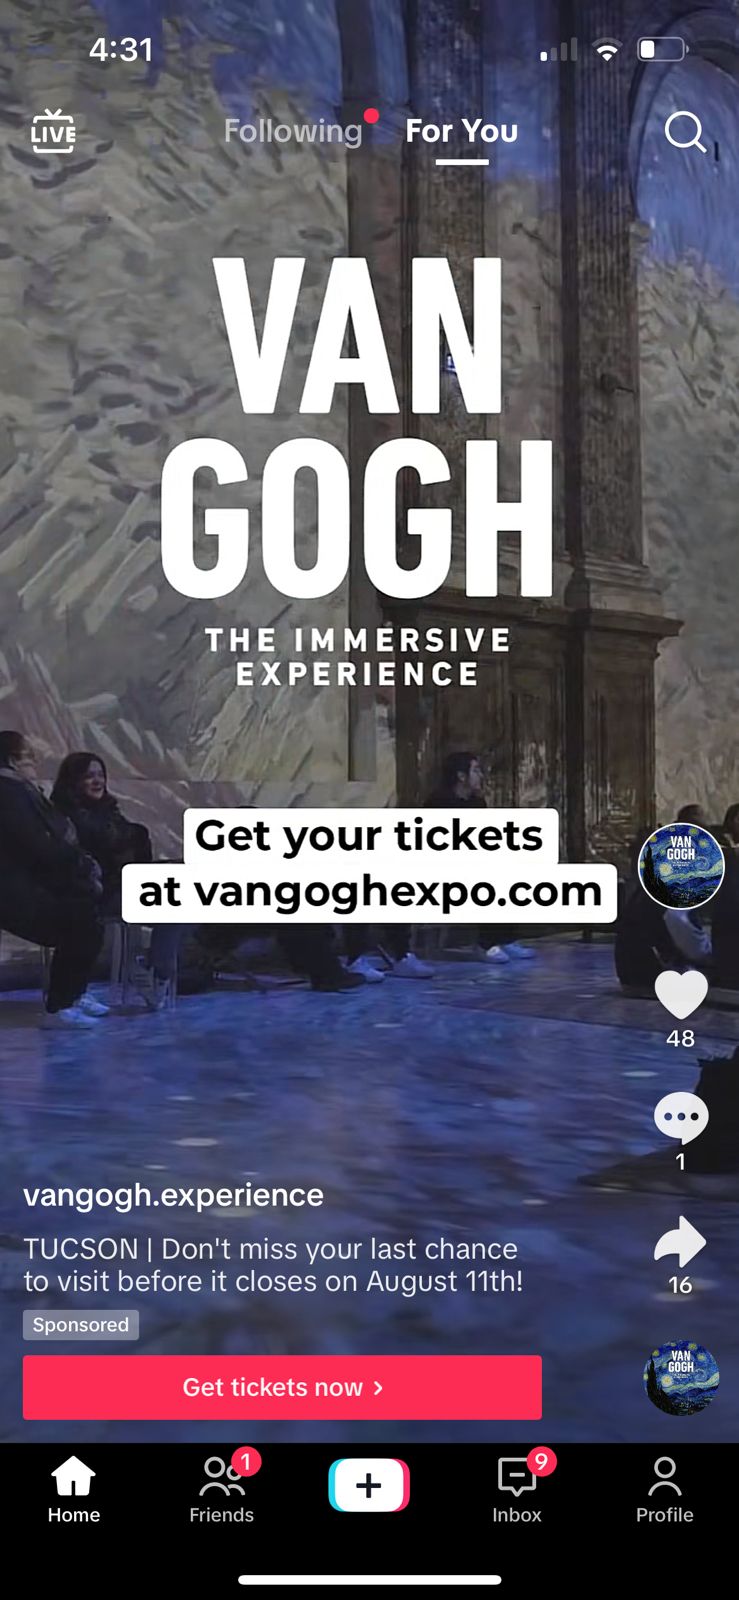 4:31
LIVE
Following
For You
VAN
GOGH
THE IMMERSIVE
EXPERIENCE
Get your tickets
at vangoghexpo.com
VAN
GOGH
48
1
vangogh.experience
TUCSON | Don't miss your last chance
to visit before it closes on August 11th!
16
Sponsored
Get tickets now >
VAN
GOGH
Home
1
Friends
9
Inbox
Profile